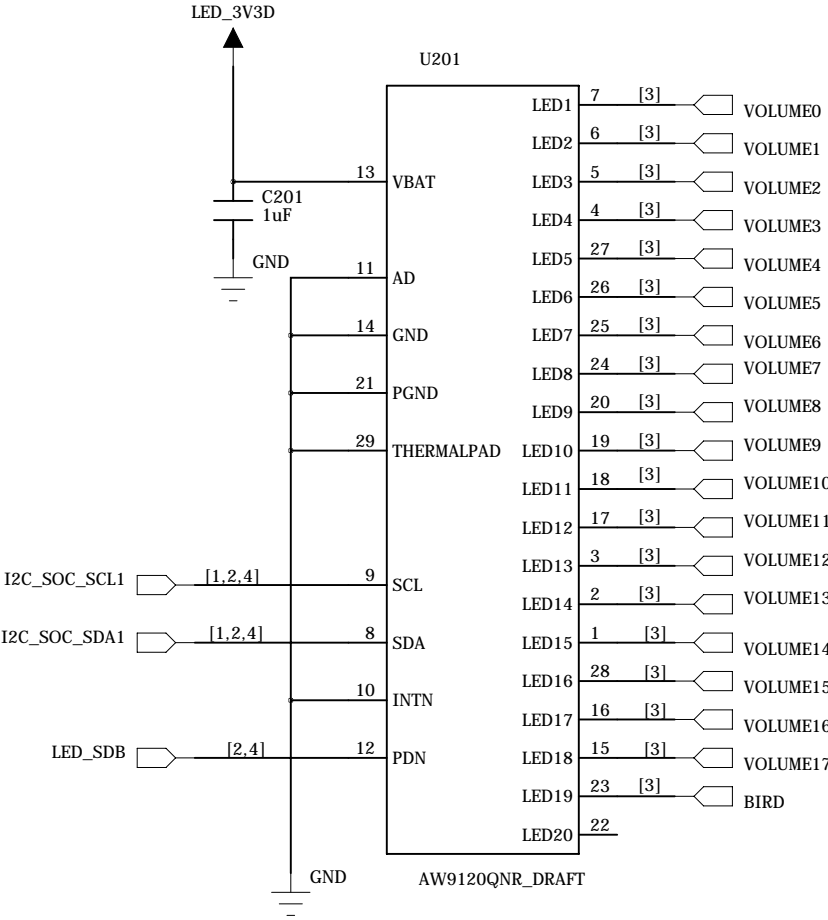 LED_3V3D
U201
LED1 7 [3] VOLUME0
LED2 6 [3] VOLUME1
13 VBAT LED3 5 [3] VOLUME2
C201
1uF
LED4 4 [3] VOLUME3
GND
LED5 27 [3] VOLUME4
11 AD
LED6 26 [3] VOLUME5
14 GND LED7 25 [3] VOLUME6
LED8 24 [3] VOLUME7
21 PGND
LED9 20 [3] VOLUME8
29 THERMALPAD LED10 19 [3] VOLUME9
LED11 18 [3] VOLUME10
LED12 17 [3] VOLUME11
LED13 3 [3] VOLUME12
I2C_SOC_SCL1 [1,2,4] 9 SCL
LED14 2 [3] VOLUME13
I2C_SOC_SDA1 [1,2,4] 8 SDA LED15 1 [3] VOLUME14
LED16 28 [3] VOLUME15
10 INTN
LED17 16 [3] VOLUME16
LED_SDB [2,4] 12 PDN LED18 15 [3] VOLUME17
LED19 23 [3] BIRD
LED20 22
GND
AW9120QNR_DRAFT